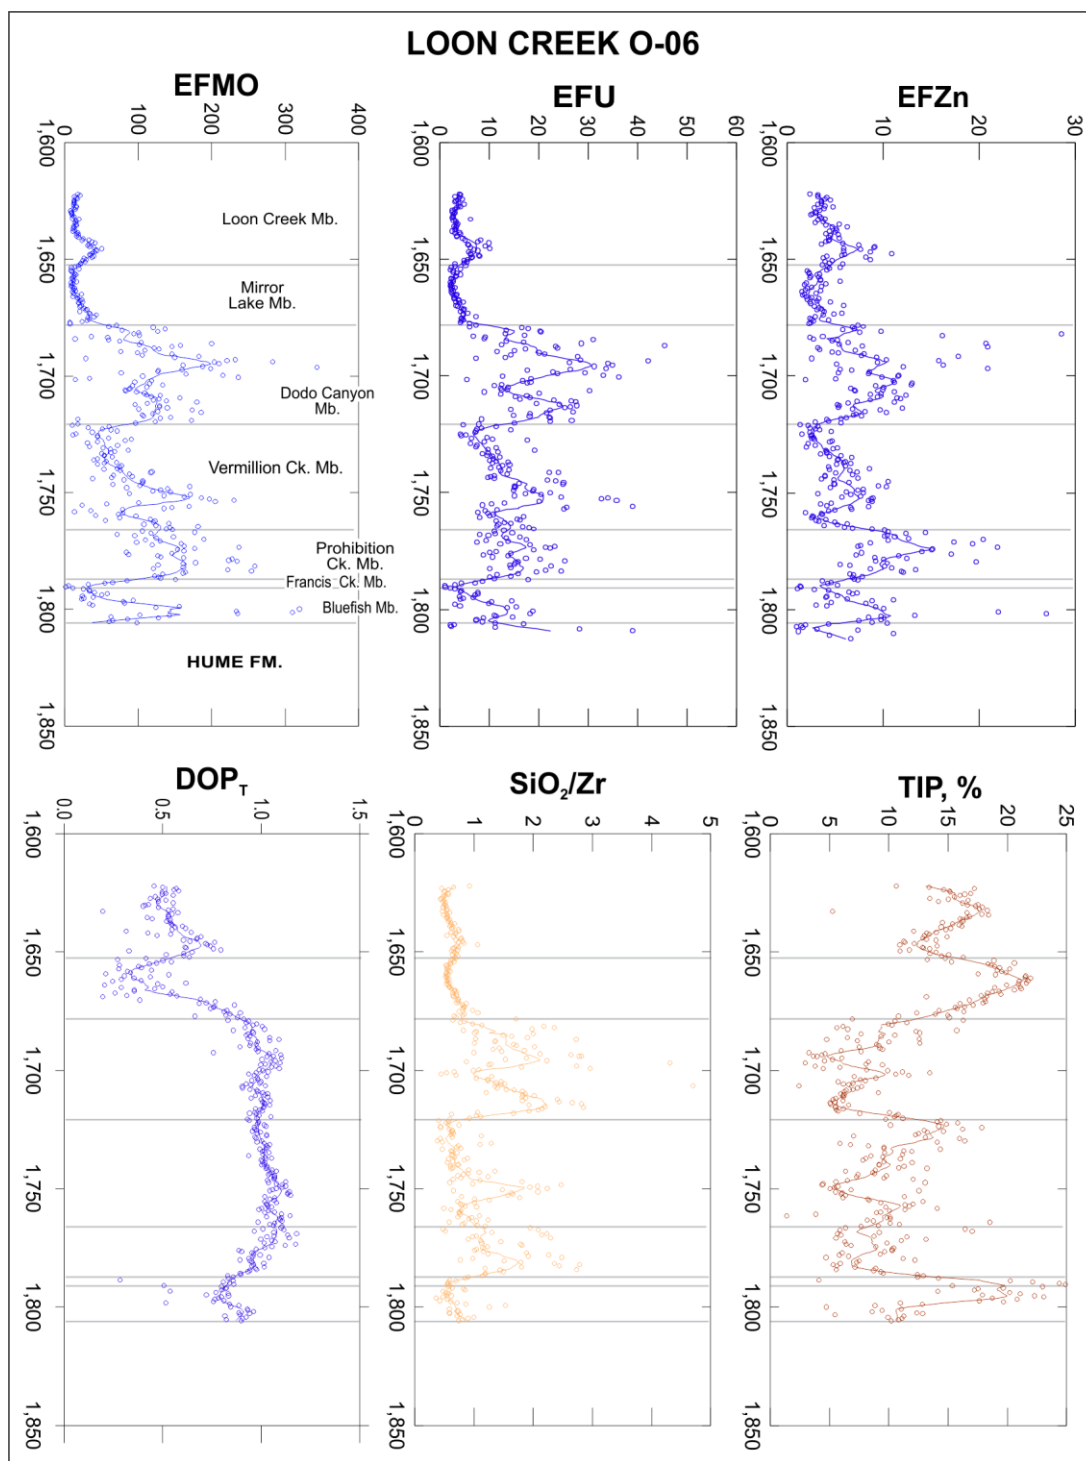 LOON CREEK O-06
EFMO
EFU
EFZn
0 100 200 300 400
0 10 20 30 40 50 60
0 10 20 30
1,600
1,650
1,700
1,750
1,800
1,850
1,600
1,650
1,700
1,750
1,800
1,850
1,600
1,650
1,700
1,750
1,800
1,850
Loon Creek Mb.
Mirror
Lake Mb.
Dodo Canyon
Mb.
Vermillion Ck. Mb.
Prohibition
Ck. Mb.
Francis Ck. Mb.
Bluefish Mb.
HUME FM.
DOPT
SiO2/Zr
TIP, %
0.0 0.5 1.0 1.5
0 1 2 3 4 5
0 5 10 15 20 25
1,600
1,650
1,700
1,750
1,800
1,850
1,600
1,650
1,700
1,750
1,800
1,850
1,600
1,650
1,700
1,750
1,800
1,850